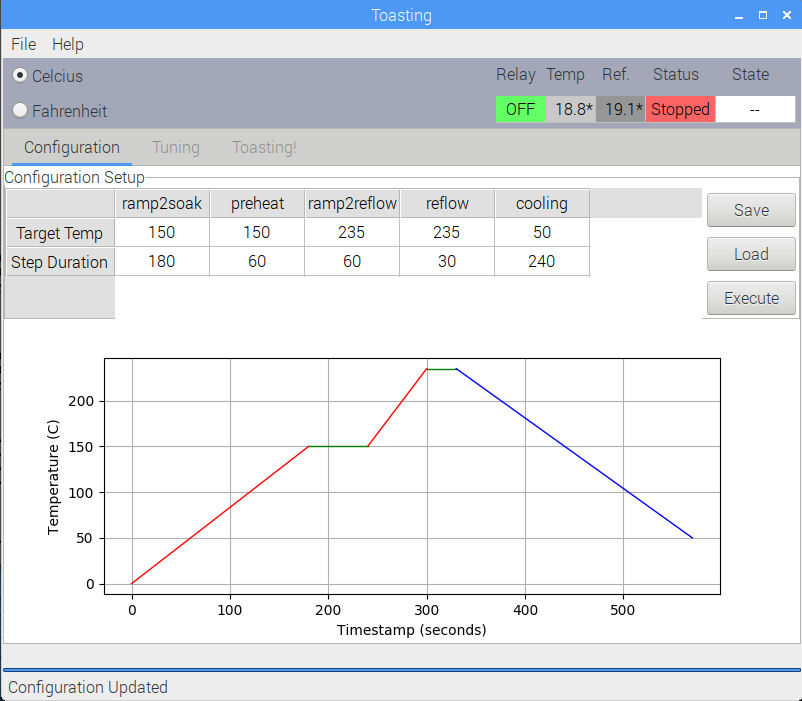 Toasting
File Help
Celcius
Relay Temp Ref. Status State
Fahrenheit
OFF 18.8* 19.1* Stopped --
Configuration Tuning Toasting!
Configuration Setup
ramp2soak preheat ramp2reflow reflow cooling
Target Temp 150 150 235 235 50
Step Duration 180 60 60 30 240
Save
Load
Execute
Temperature (C)
200
150
100
50
0
0 100 200 300 400 500
Timestamp (seconds)
Configuration Updated